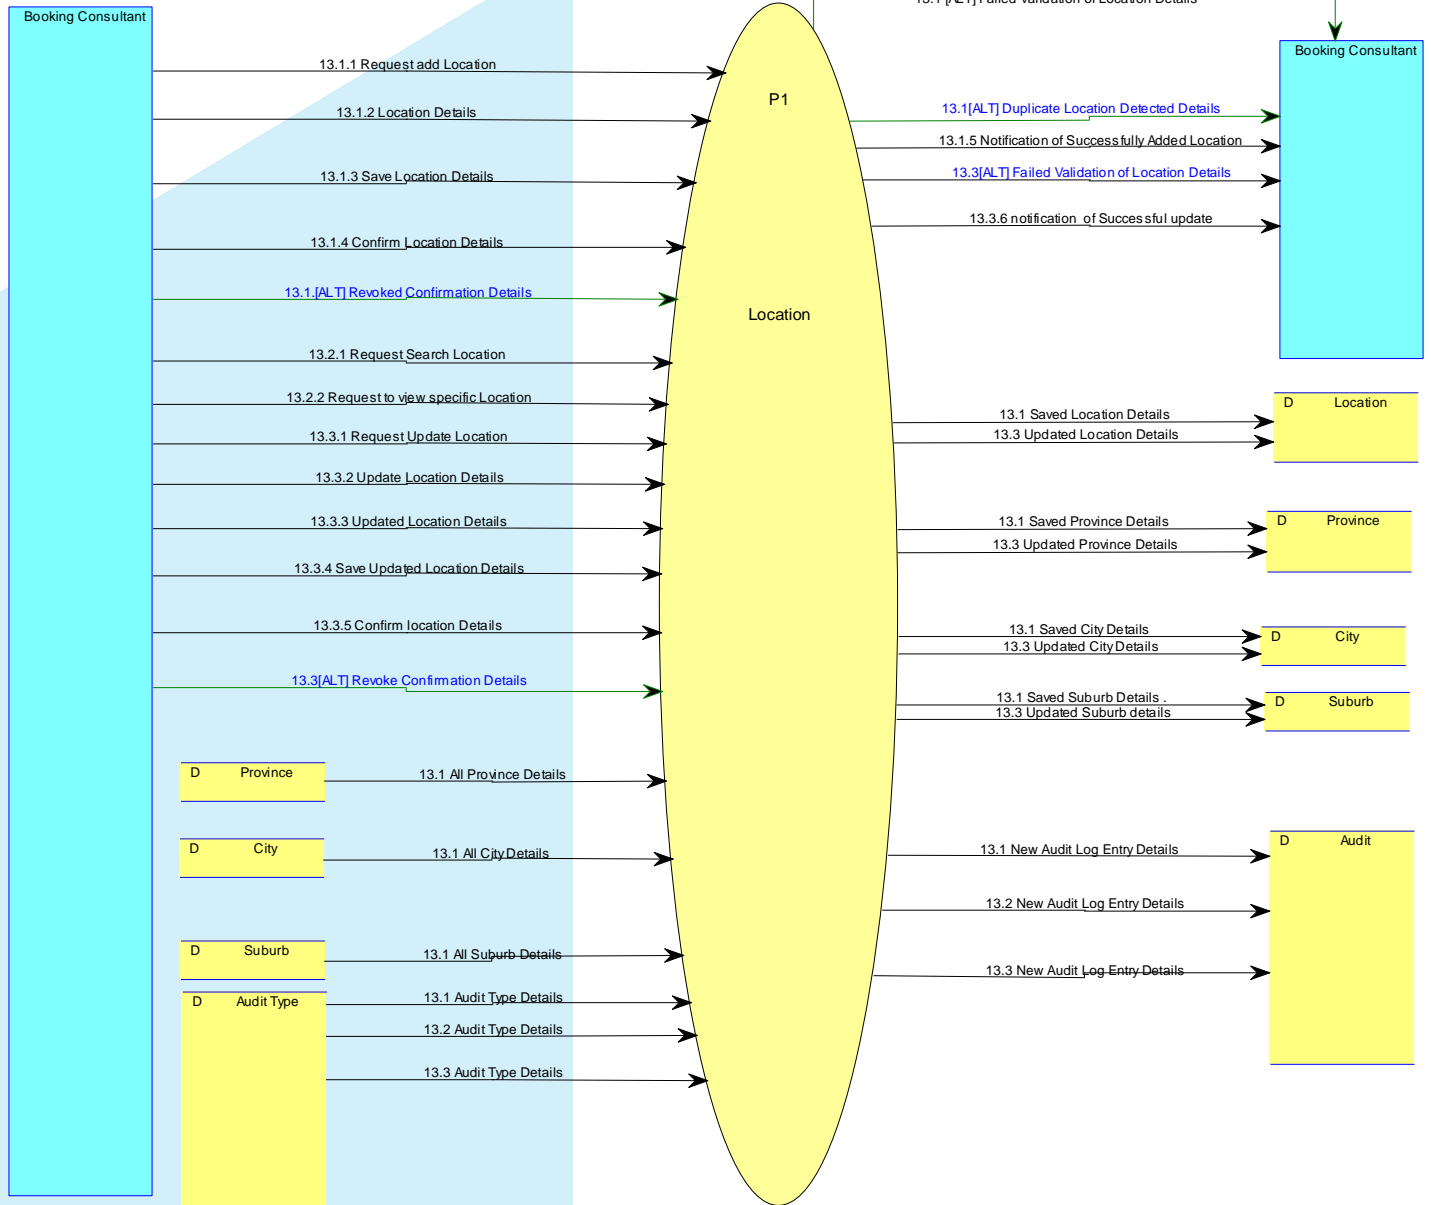 Booking Consultant
13.1.1 Request add Location
13.1.2 Location Details
13.1.3 Save Location Details
13.1.4 Confirm Location Details
13.1.[ALT] Revoked Confirmation Details
13.2.1 Request Search Location
13.2.2 Request to view specific Location
13.3.1 Request Update Location
13.3.2 Update Location Details
13.3.3 Updated Location Details
13.3.4 Save Updated Location Details
13.3.5 Confirm location Details
13.3[ALT] Revoke Confirmation Details
D Province
13.1 All Province Details
D City
13.1 All City Details
D Suburb
13.1 All Suburb Details
D Audit Type
13.1 Audit Type Details
13.2 Audit Type Details
13.3 Audit Type Details
P1
Location
13.1 [ALT] Failed Validation of Location Details
Booking Consultant
13.1[ALT] Duplicate Location Detected Details
13.1.5 Notification of Successfully Added Location
13.3[ALT] Failed Validation of Location Details
13.3.6 notification of Successful update
13.1 Saved Location Details
13.3 Updated Location Details
D Location
13.1 Saved Province Details
13.3 Updated Province Details
D Province
13.1 Saved City Details
13.3 Updated City Details
D City
13.1 Saved Suburb Details .
13.3 Updated Suburb details
D Suburb
13.1 New Audit Log Entry Details
13.2 New Audit Log Entry Details
13.3 New Audit Log Entry Details
D Audit